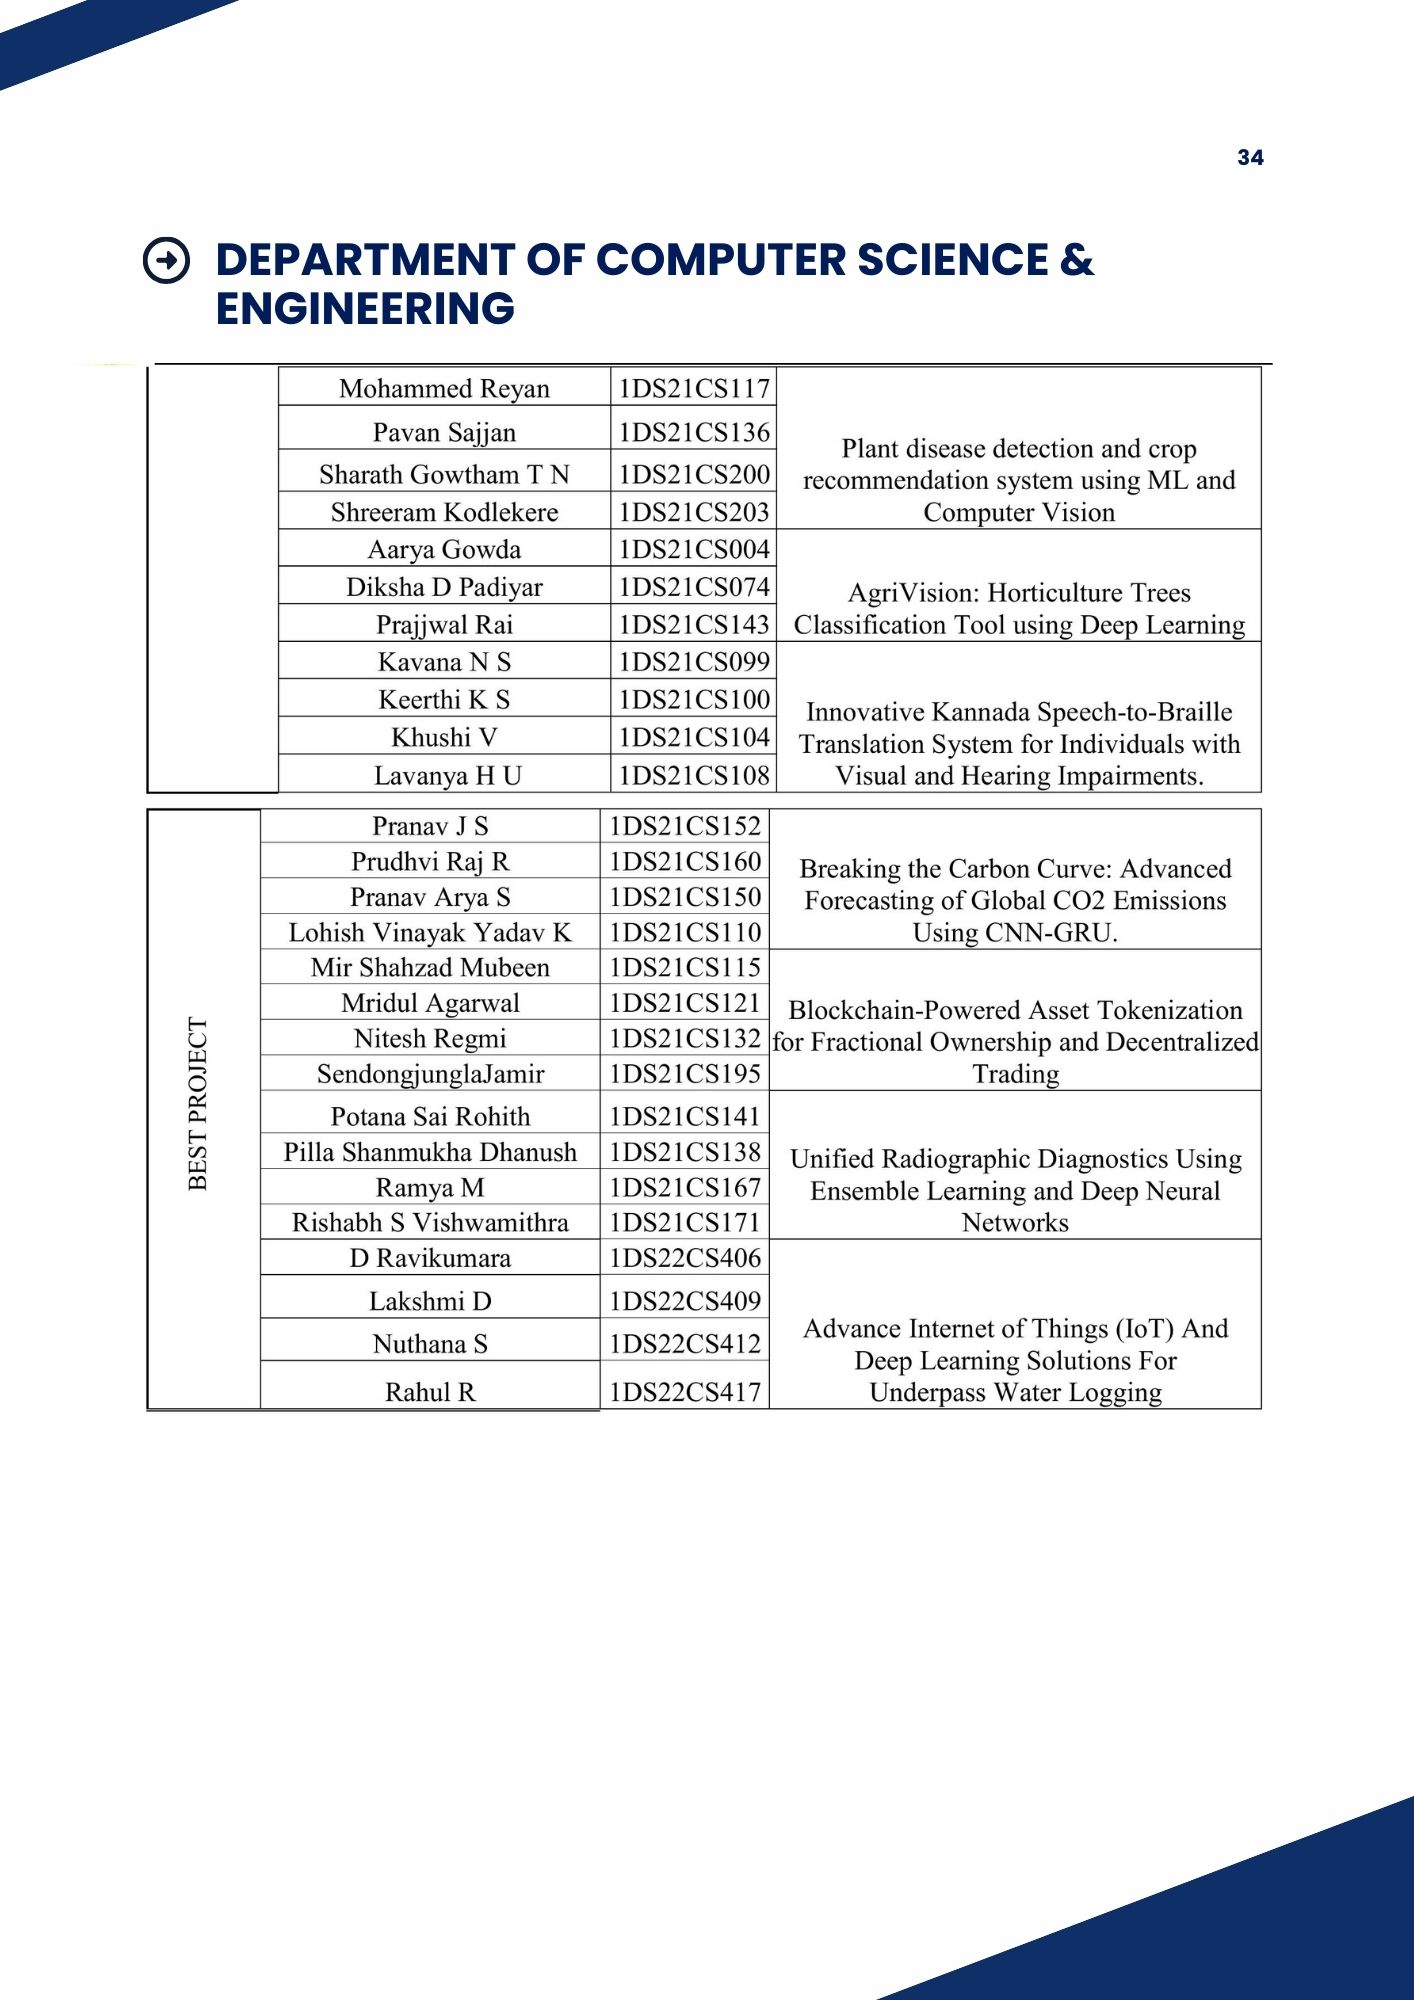 34
DEPARTMENT OF COMPUTER SCIENCE &
ENGINEERING
Mohammed Reyan 1DS21CS117
Pavan Sajjan 1DS21CS136
Sharath Gowtham T N 1DS21CS200
Shreeram Kodlekere 1DS21CS203
Plant disease detection and crop
recommendation system using ML and
Computer Vision
Aarya Gowda 1DS21CS004
Diksha D Padiyar 1DS21CS074
Prajjwal Rai 1DS21CS143
AgriVision: Horticulture Trees
Classification Tool using Deep Learning
Kavana N S 1DS21CS099
Keerthi K S 1DS21CS100
Khushi V 1DS21CS104
Lavanya H U 1DS21CS108
Innovative Kannada Speech-to-Braille
Translation System for Individuals with
Visual and Hearing Impairments.
BEST PROJECT
Pranav J S 1DS21CS152
Prudhvi Raj R 1DS21CS160
Pranav Arya S 1DS21CS150
Lohish Vinayak Yadav K 1DS21CS110
Breaking the Carbon Curve: Advanced
Forecasting of Global CO2 Emissions
Using CNN-GRU.
Mir Shahzad Mubeen 1DS21CS115
Mridul Agarwal 1DS21CS121
Nitesh Regmi 1DS21CS132
SendongjunglaJamir 1DS21CS195
Blockchain-Powered Asset Tokenization
for Fractional Ownership and Decentralized
Trading
Potana Sai Rohith 1DS21CS141
Pilla Shanmukha Dhanush 1DS21CS138
Ramya M 1DS21CS167
Rishabh S Vishwamithra 1DS21CS171
Unified Radiographic Diagnostics Using
Ensemble Learning and Deep Neural
Networks
D Ravikumara 1DS22CS406
Lakshmi D 1DS22CS409
Nuthana S 1DS22CS412
Rahul R 1DS22CS417
Advance Internet of Things (IoT) And
Deep Learning Solutions For
Underpass Water Logging